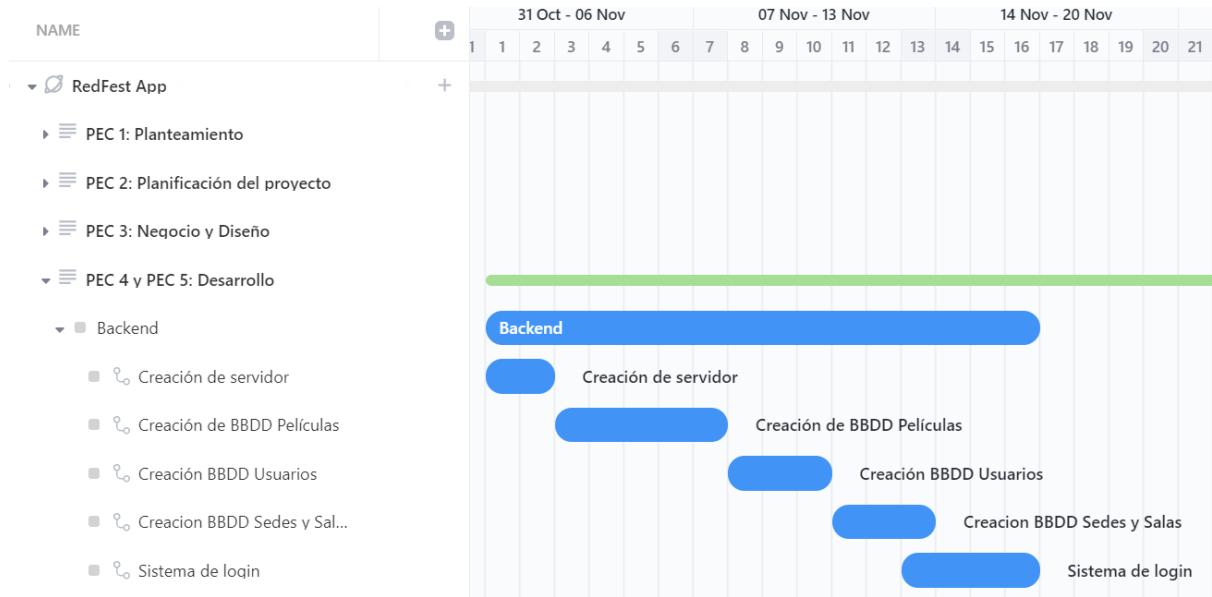 NAME
31 Oct - 06 Nov 07 Nov - 13 Nov 14 Nov - 20 Nov
1 1 2 3 4 5 6 7 8 9 10 11 12 13 14 15 16 17 18 19 20 21
RedFest App
PEC 1: Planteamiento
PEC 2: Planificación del proyecto
PEC 3: Negocio y Diseño
PEC 4 y PEC 5: Desarrollo
Backend Backend
Creación de servidor Creación de servidor
Creación de BBDD Películas Creación de BBDD Películas
Creación BBDD Usuarios Creación BBDD Usuarios
Creacion BBDD Sedes y Sal... Creacion BBDD Sedes y Salas
Sistema de login Sistema de login